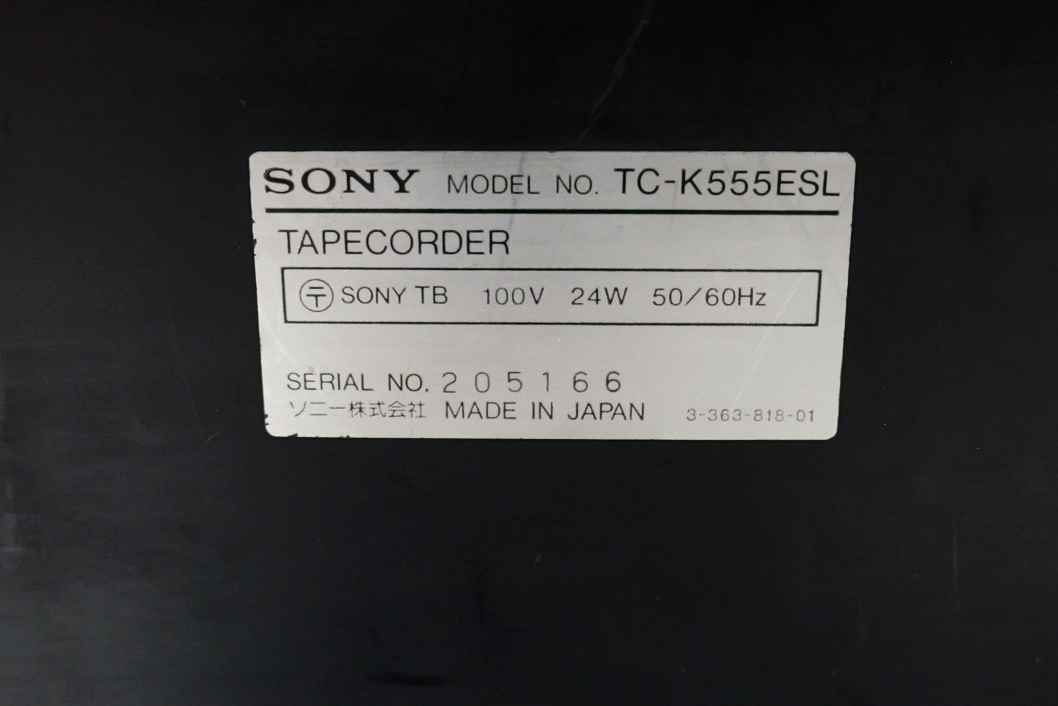 SONY MODEL NO. TC-K555ESL
TAPECORDER
〒 SONY TB 100V 24W 50/60Hz
SERIAL NO. 205166
ソニー株式会社 MADE IN JAPAN 3-363-818-01